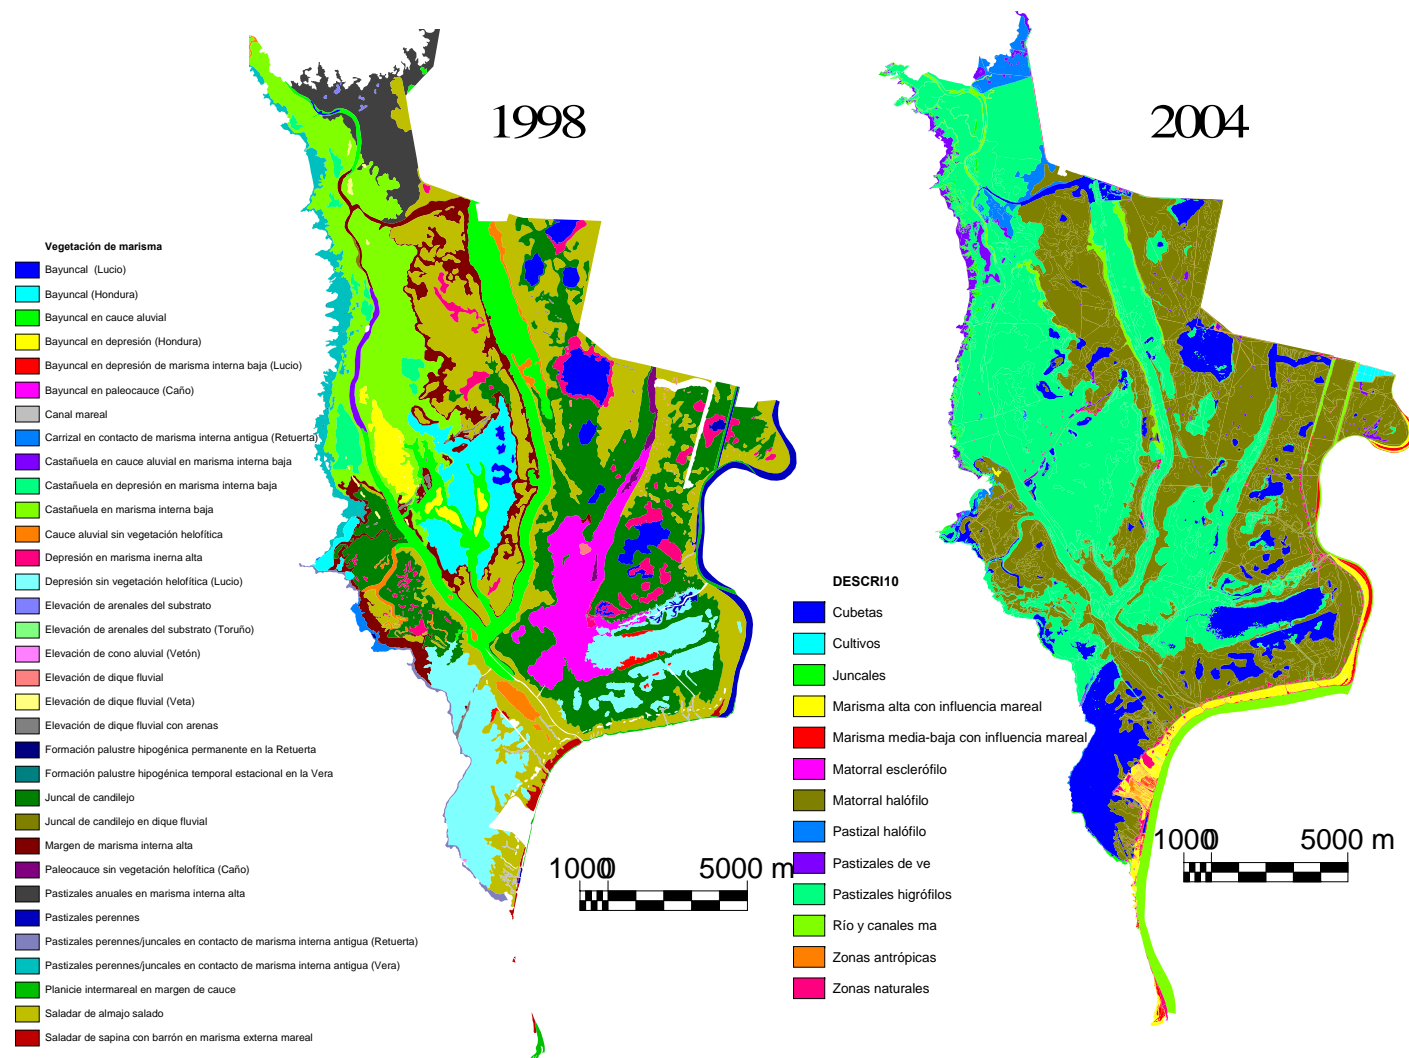 1998
2004
Vegetación de marisma
Bayuncal (Lucio)
Bayuncal (Hondura)
Bayuncal en cauce aluvial
Bayuncal en depresión (Hondura)
Bayuncal en depresión de marisma interna baja (Lucio)
Bayuncal en paleocauce (Caño)
Canal mareal
Carrizal en contacto de marisma interna antigua (Retuerta)
Castañuela en cauce aluvial en marisma interna baja
Castañuela en depresión en marisma interna baja
Castañuela en marisma interna baja
Cauce aluvial sin vegetación helofítica
Depresión en marisma inerna alta
Depresión sin vegetación helofítica (Lucio)
Elevación de arenales del substrato
Elevación de arenales del substrato (Toruño)
Elevación de cono aluvial (Vetón)
Elevación de dique fluvial
Elevación de dique fluvial (Veta)
Elevación de dique fluvial con arenas
Formación palustre hipogénica permanente en la Retuerta
Formación palustre hipogénica temporal estacional en la Vera
Juncal de candilejo
Juncal de candilejo en dique fluvial
Margen de marisma interna alta
Paleocauce sin vegetación helofítica (Caño)
Pastizales anuales en marisma interna alta
Pastizales perennes
Pastizales perennes/juncales en contacto de marisma interna antigua (Retuerta)
Pastizales perennes/juncales en contacto de marisma interna antigua (Vera)
Planicie intermareal en margen de cauce
Saladar de almajo salado
Saladar de sapina con barrón en marisma externa mareal
1000 0 5000 m
DESCRI10
Cubetas
Cultivos
Juncales
Marisma alta con influencia mareal
Marisma media-baja con influencia mareal
Matorral esclerófilo
Matorral halófilo
Pastizal halófilo
Pastizales de ve
Pastizales higrófilos
Río y canales ma
Zonas antrópicas
Zonas naturales
1000 0 5000 m